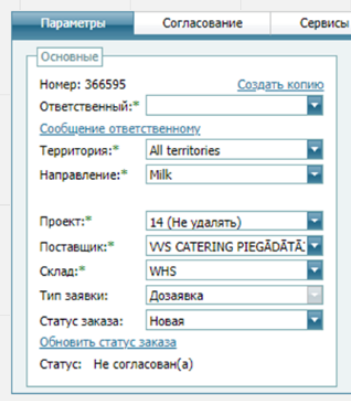 Параметры Согласование Сервисы
Основные
Номер: 366595 Создать копию
Ответственный:*
Сообщение ответственному
Территория:* All territories
Направление:* Milk
Проект:* 14 (Не удалять)
Поставщик:* VVS CATERING PIEGĀDĀTĀJ
Склад:* WHS
Тип заявки: Дозаявка
Статус заказа: Новая
Обновить статус заказа
Статус: Не согласован(а)